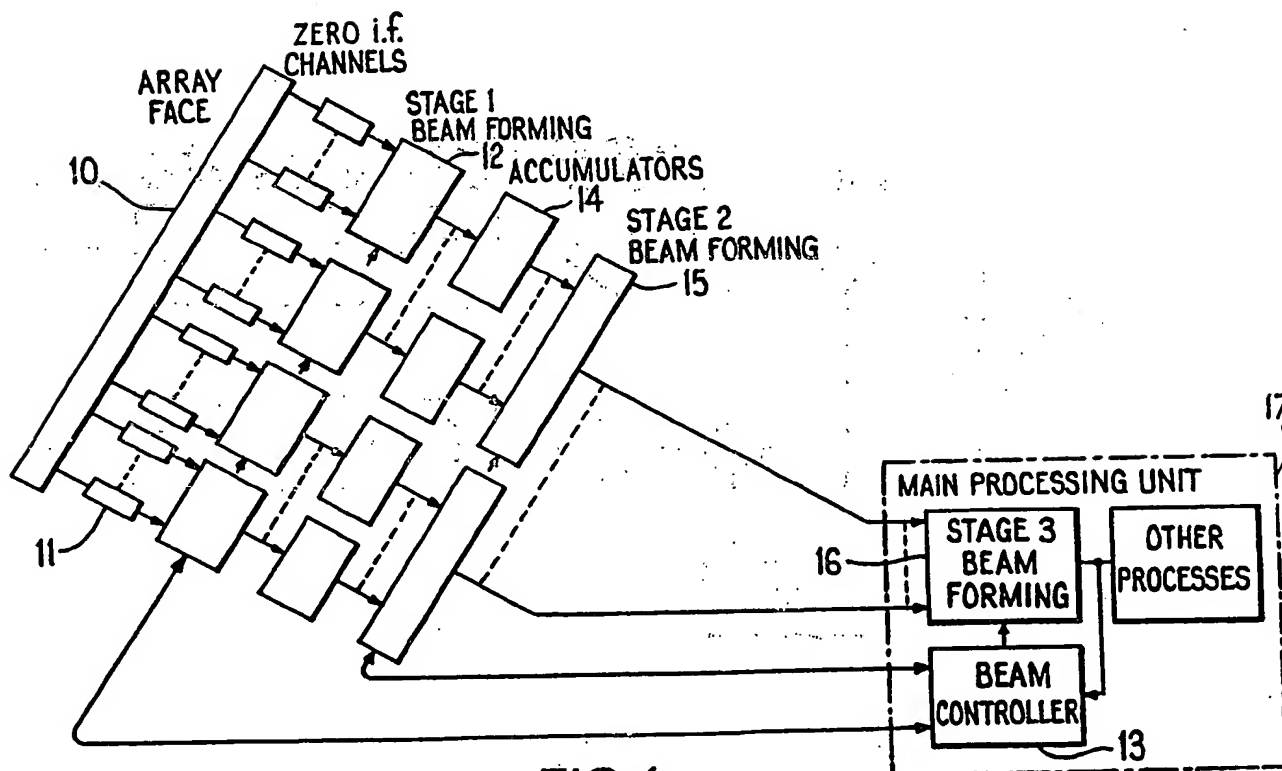 ZERO i.f.
CHANNELS
ARRAY
FACE
STAGE 1
BEAM FORMING
12
ACCUMULATORS
14
STAGE 2
BEAM FORMING
15
10
11
17
MAIN PROCESSING UNIT
STAGE 3
BEAM
FORMING
16
OTHER
PROCESSES
BEAM
CONTROLLER
13